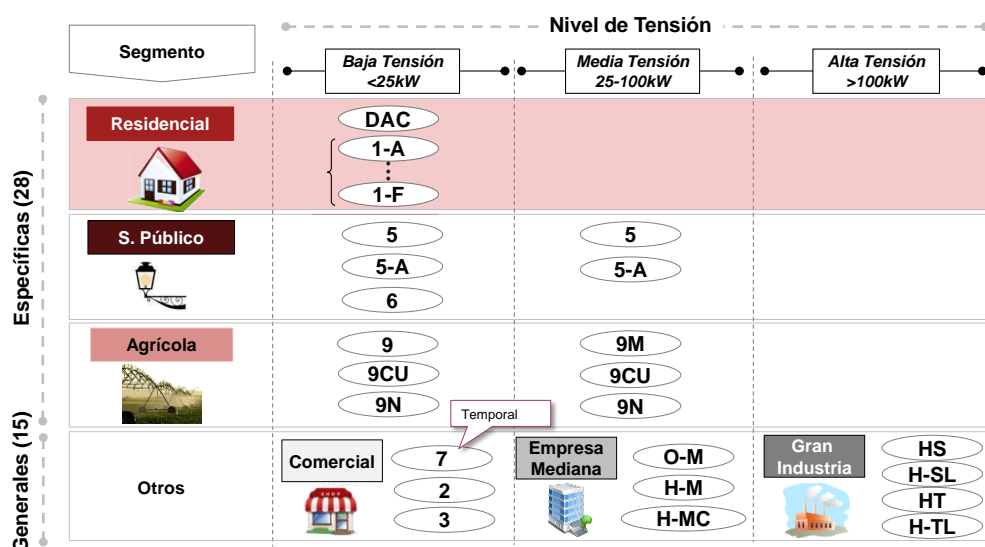 Nivel de Tensión
Segmento
Baja Tensión
<25kW
Media Tensión
25-100kW
Alta Tensión
>100kW
Específicas (28)
Residencial
DAC
1-A
1-F
S. Público
5
5-A
6
5
5-A
Agrícola
9
9CU
9N
9M
9CU
9N
Generales (15)
Otros
Comercial
Temporal
7
2
3
Empresa
Mediana
O-M
H-M
H-MC
Gran
Industria
HS
H-SL
HT
H-TL